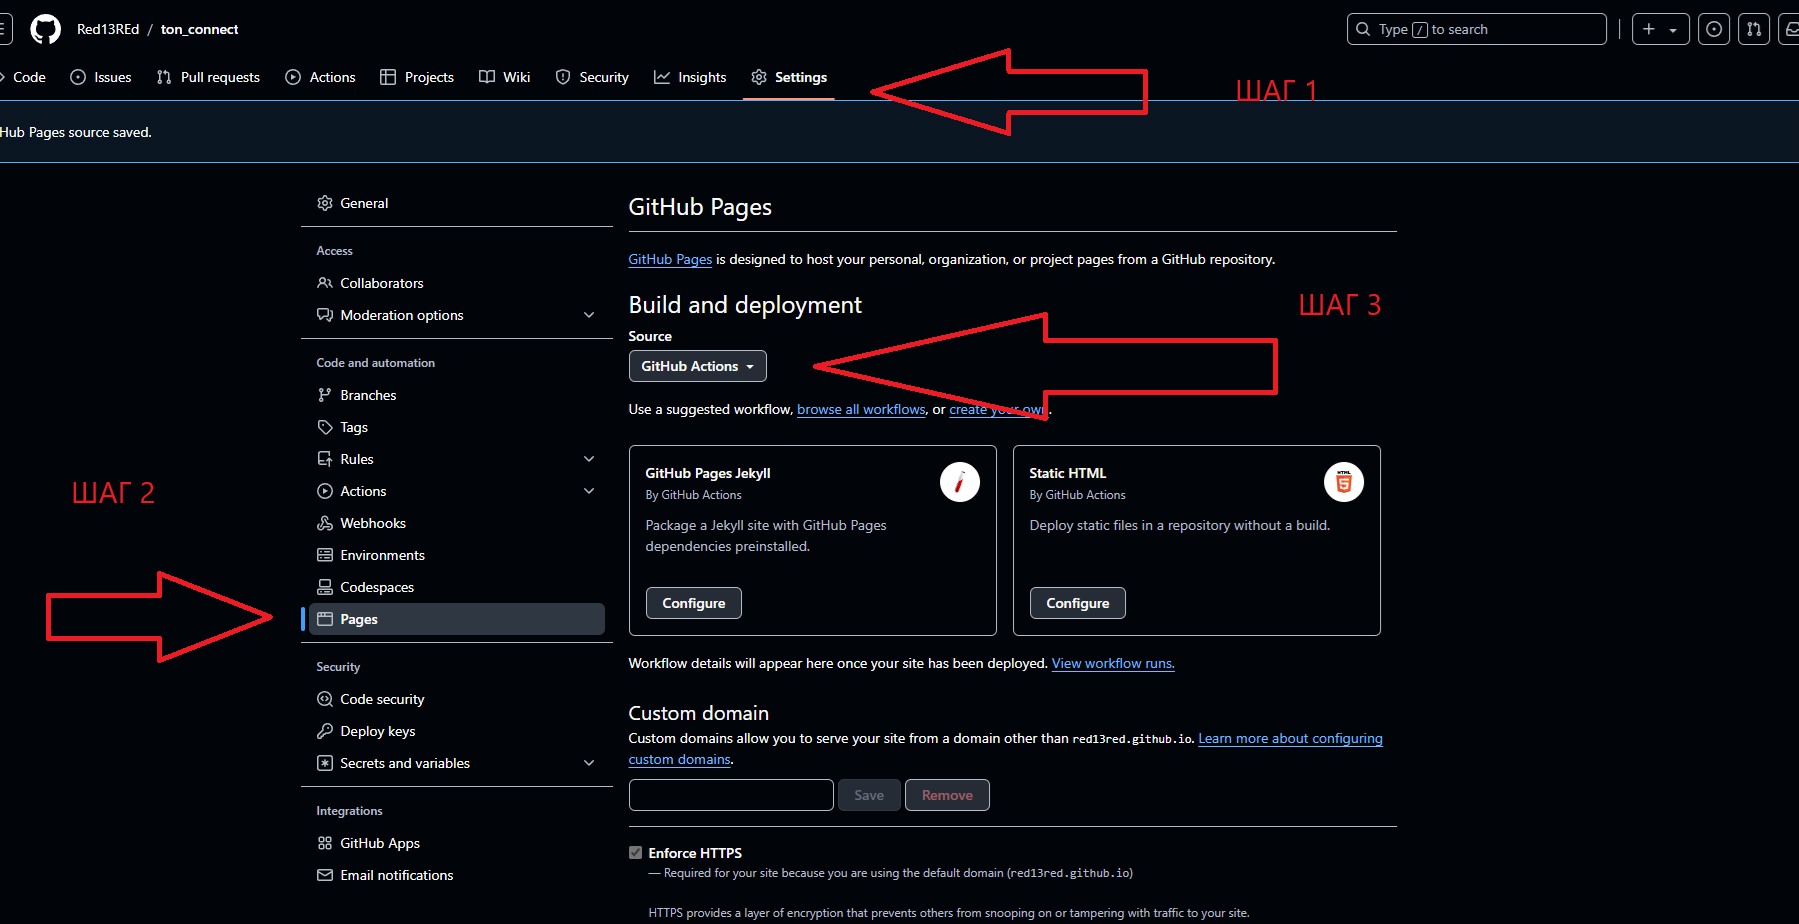 Red13REd / ton_connect
Type / to search
Code
Issues
Pull requests
Actions
Projects
Wiki
Security
Insights
Settings
ШАГ 1
Hub Pages source saved.
General
Access
Collaborators
Moderation options
Code and automation
Branches
Tags
Rules
Actions
Webhooks
Environments
Codespaces
Pages
Security
Code security
Deploy keys
Secrets and variables
Integrations
GitHub Apps
Email notifications
ШАГ 2
GitHub Pages
GitHub Pages is designed to host your personal, organization, or project pages from a GitHub repository.
Build and deployment
ШАГ 3
Source
GitHub Actions
Use a suggested workflow, browse all workflows, or create your own.
GitHub Pages Jekyll
By GitHub Actions
Package a Jekyll site with GitHub Pages
dependencies preinstalled.
Configure
Static HTML
By GitHub Actions
Deploy static files in a repository without a build.
Configure
HTML
5
Workflow details will appear here once your site has been deployed. View workflow runs.
Custom domain
Custom domains allow you to serve your site from a domain other than red13red.github.io. Learn more about configuring
custom domains.
Save
Remove
Enforce HTTPS
— Required for your site because you are using the default domain (red13red.github.io)
HTTPS provides a layer of encryption that prevents others from snooping on or tampering with traffic to your site.